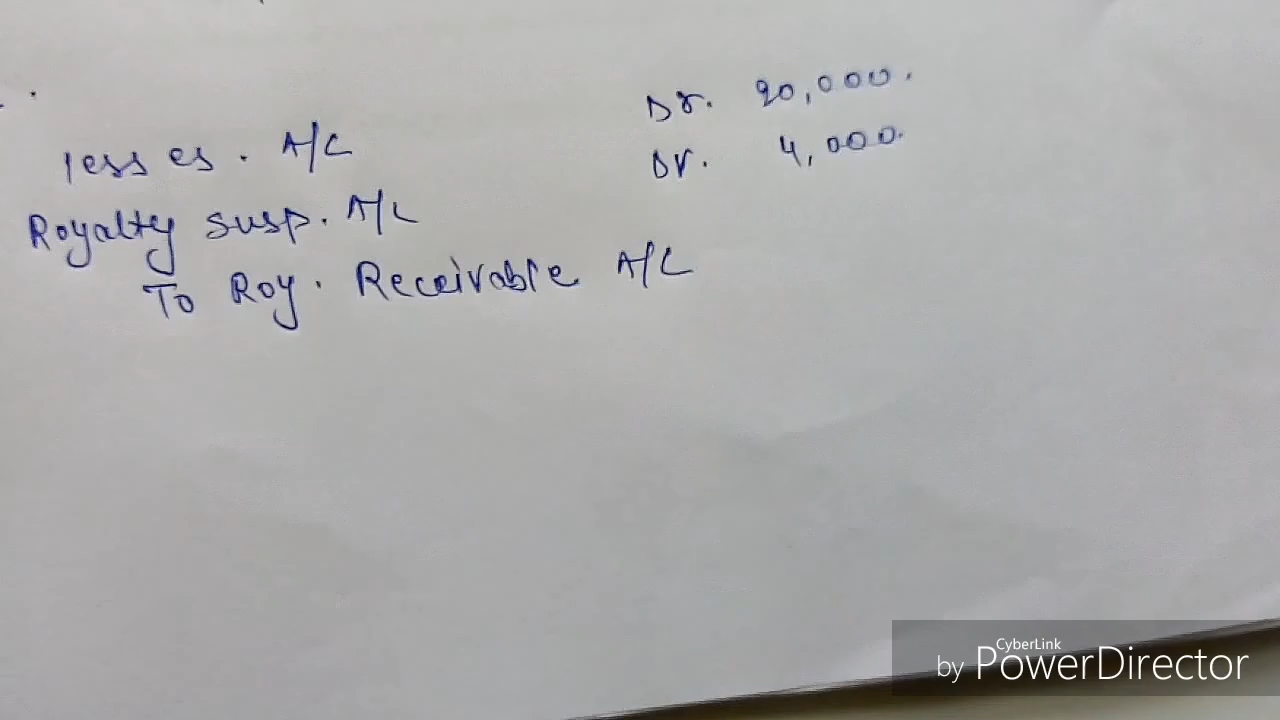 lessees. A/C Dr. 20,000.
Royalty susp. A/C Dr. 4,000.
To Roy. Receivable A/C
CyberLink
by PowerDirector